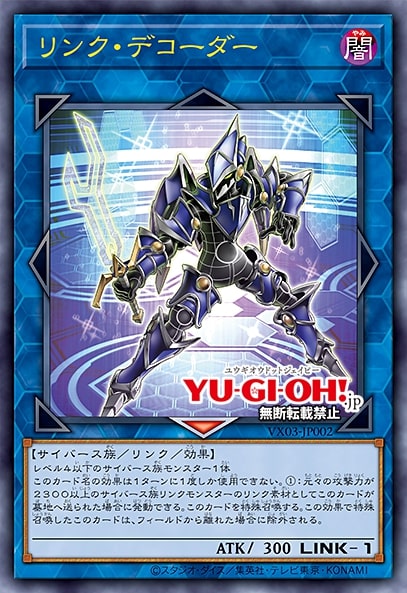 リンク・デコーダー
闇
やみ
ユウギオウドットジェイピー
YU-GI-OH!.jp
無断転載禁止
VX03-JP002
【サイバース族／リンク／効果】
レベル4以下のサイバース族モンスター1体
このカード名の効果は1ターンに1度しか使用できない。①：元々の攻撃力が
2300以上のサイバース族リンクモンスターのリンク素材としてこのカードが
墓地へ送られた場合に発動できる。このカードを特殊召喚する。この効果で特殊
召喚したこのカードは、フィールドから離れた場合に除外される。
ATK/ 300 LINK-1
©スタジオ・ダイス／集英社・テレビ東京・KONAMI